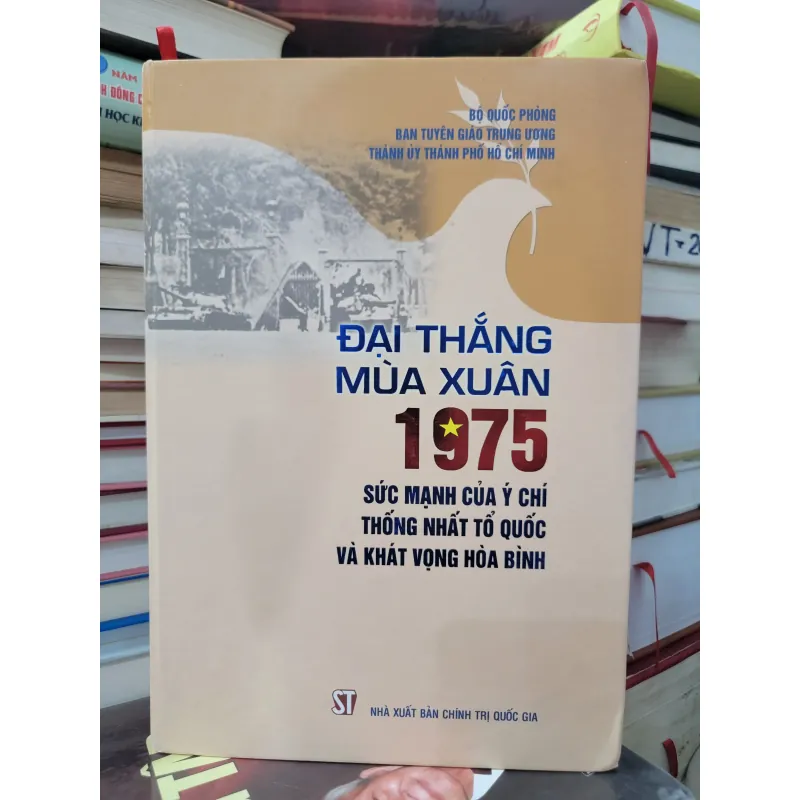 BỘ QUỐC PHÒNG
BAN TUYÊN GIÁO TRUNG ƯƠNG
THÀNH ỦY THÀNH PHỐ HỒ CHÍ MINH
ĐẠI THẮNG
MÙA XUÂN
1975
SỨC MẠNH CỦA Ý CHÍ
THỐNG NHẤT TỔ QUỐC
VÀ KHÁT VỌNG HÒA BÌNH
ST
NHÀ XUẤT BẢN CHÍNH TRỊ QUỐC GIA
NĂM